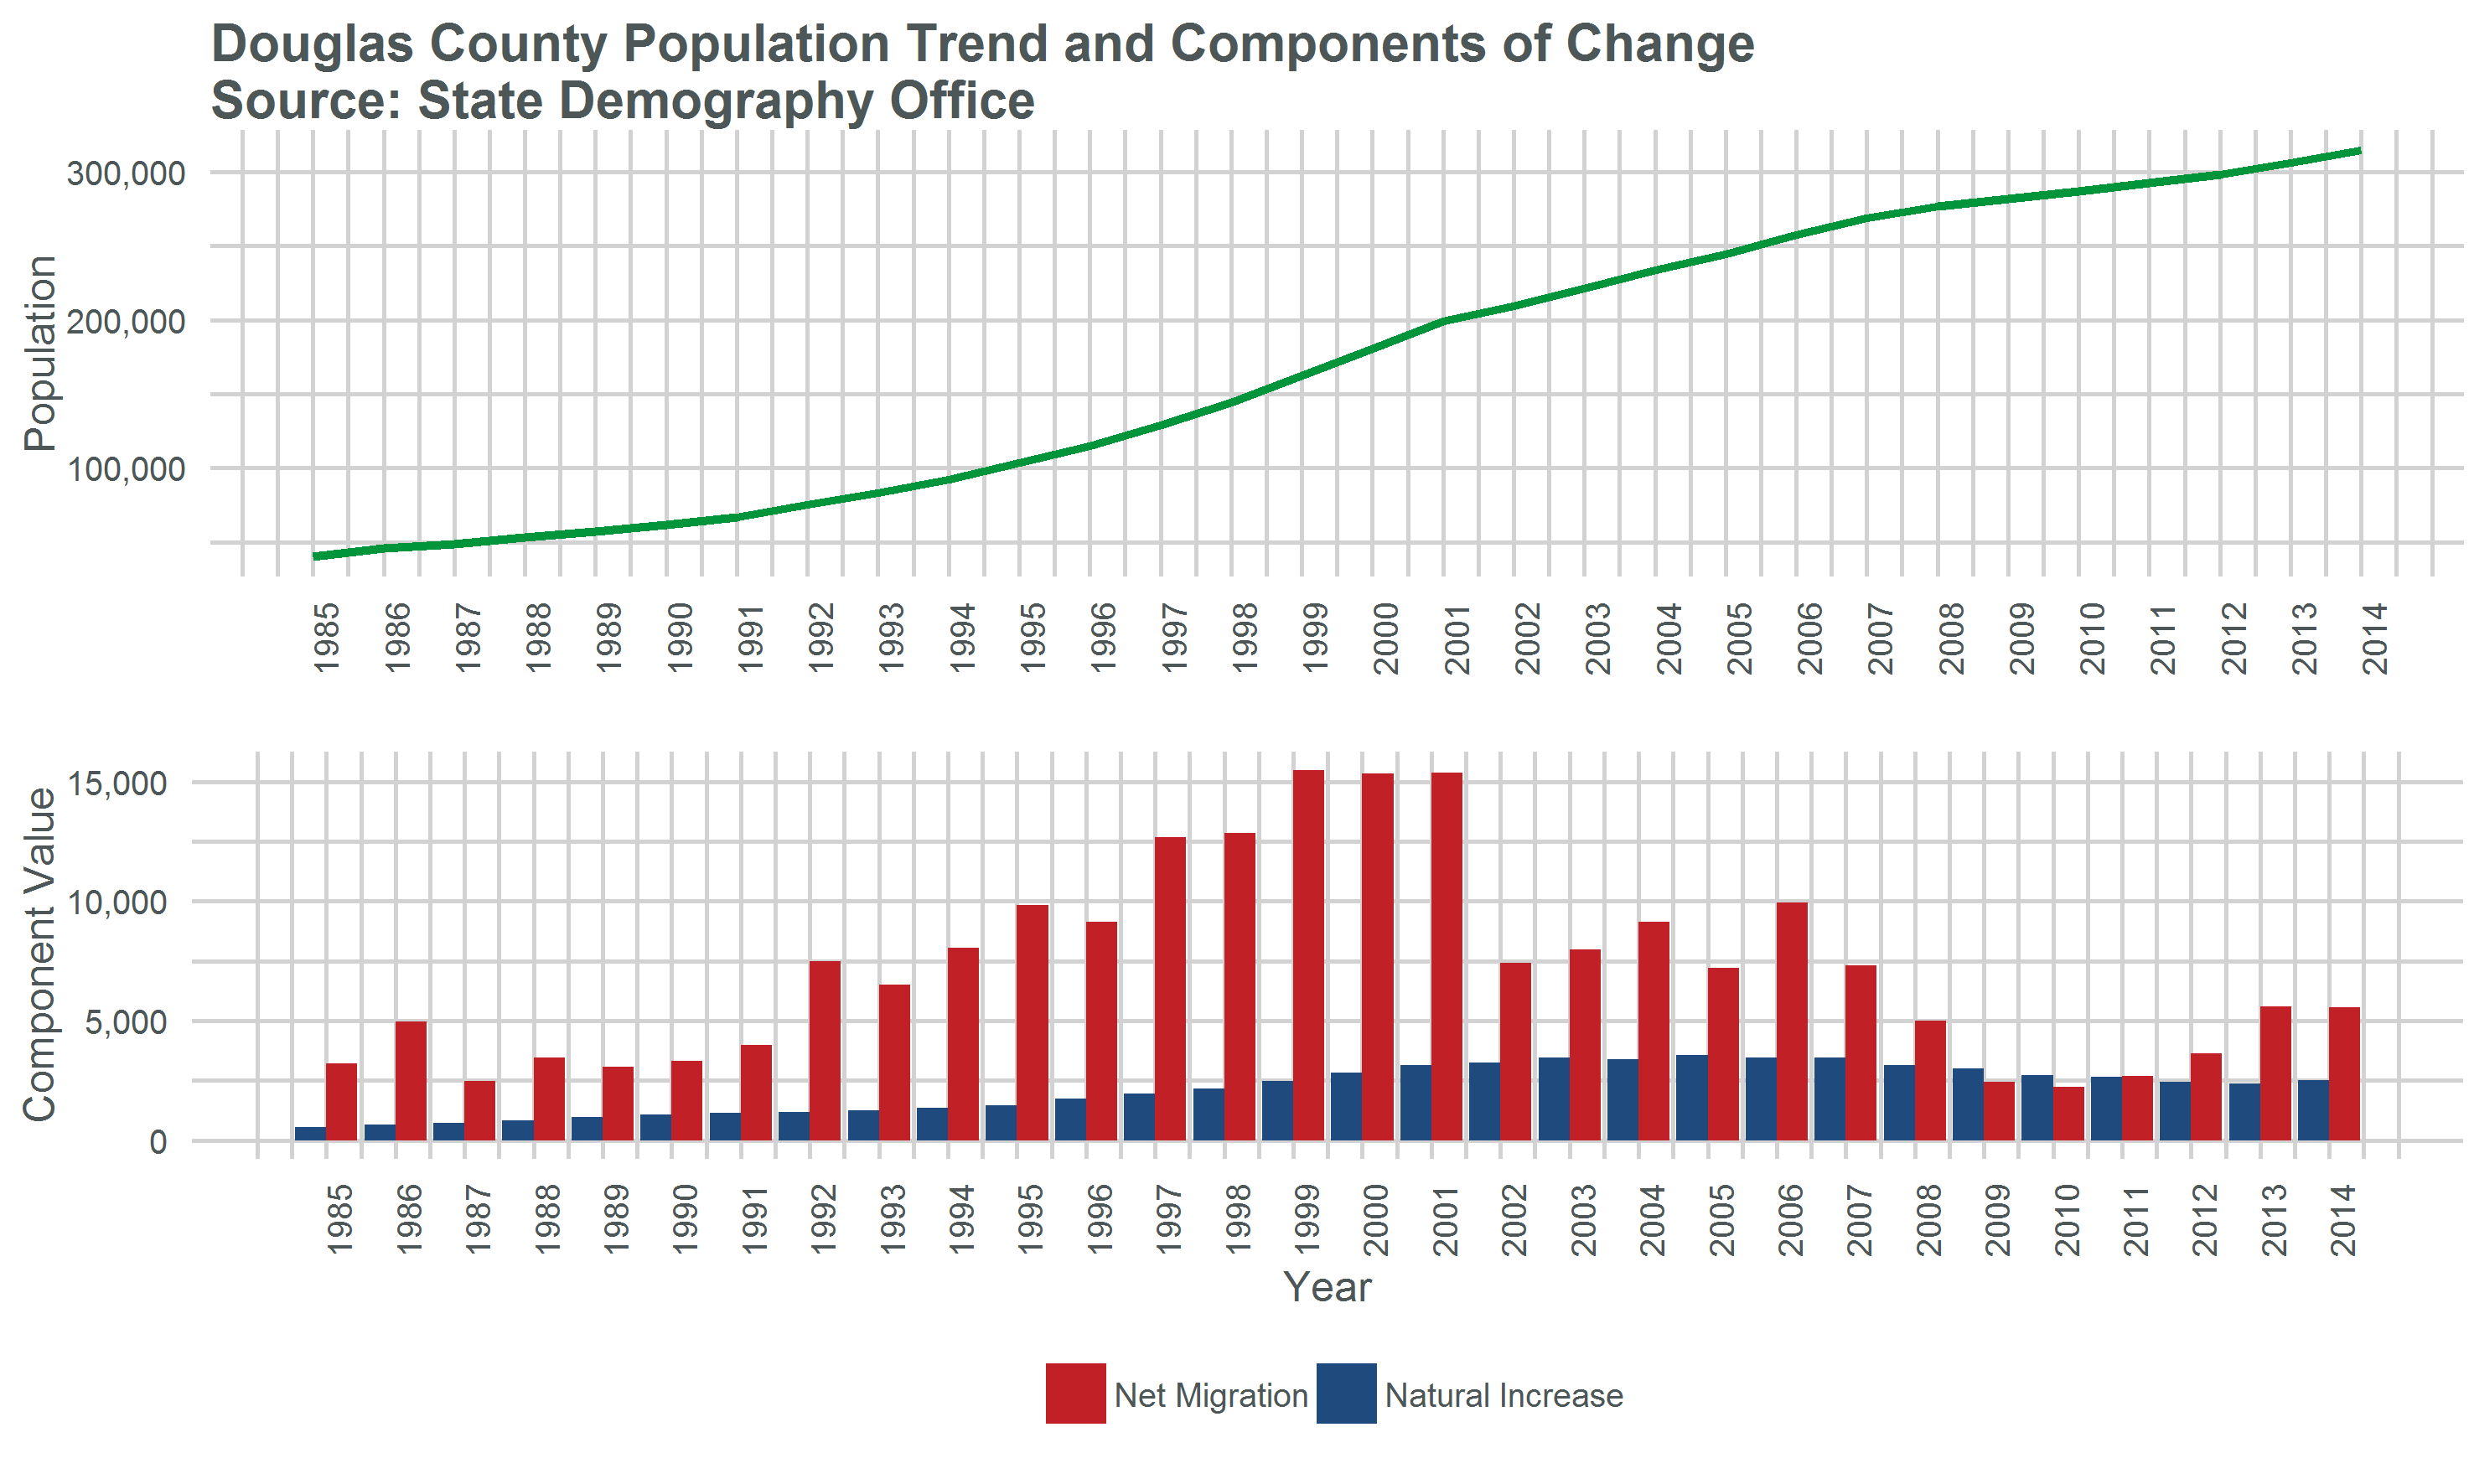 Douglas County Population Trend and Components of Change
Source: State Demography Office
Population
300,000
200,000
100,000
1985 1986 1987 1988 1989 1990 1991 1992 1993 1994 1995 1996 1997 1998 1999 2000 2001 2002 2003 2004 2005 2006 2007 2008 2009 2010 2011 2012 2013 2014
Component Value
15,000
10,000
5,000
0
1985 1986 1987 1988 1989 1990 1991 1992 1993 1994 1995 1996 1997 1998 1999 2000 2001 2002 2003 2004 2005 2006 2007 2008 2009 2010 2011 2012 2013 2014
Year
Net Migration Natural Increase